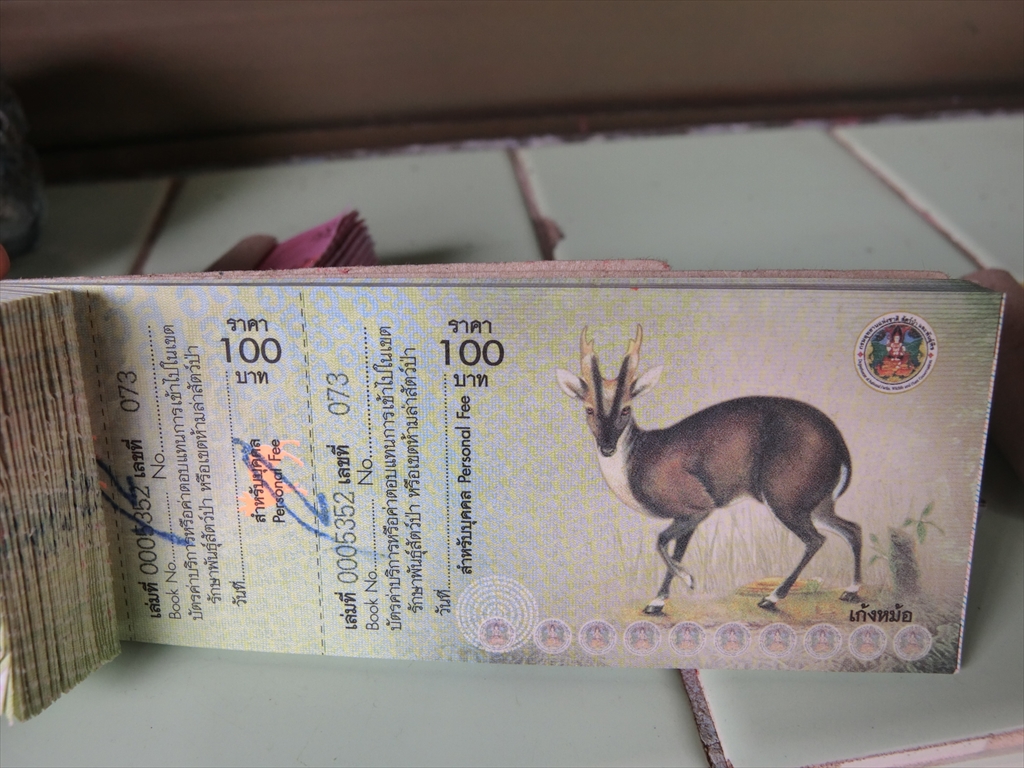 เล่มที่ 0005352 เลขที่ 073
Book No............ No............
บัตรค่าบริการหรือค่าตอบแทนการเข้าไปในเขต
รักษาพันธุ์สัตว์ป่า หรือเขตห้ามล่าสัตว์ป่า
วันที่............
สำหรับบุคคล
Personal Fee
ราคา
100
บาท
เล่มที่ 0005352 เลขที่ 073
Book No............ No............
บัตรค่าบริการหรือค่าตอบแทนการเข้าไปในเขต
รักษาพันธุ์สัตว์ป่า หรือเขตห้ามล่าสัตว์ป่า
วันที่............
สำหรับบุคคล Personal Fee
ราคา
100
บาท
เก้งหม้อ